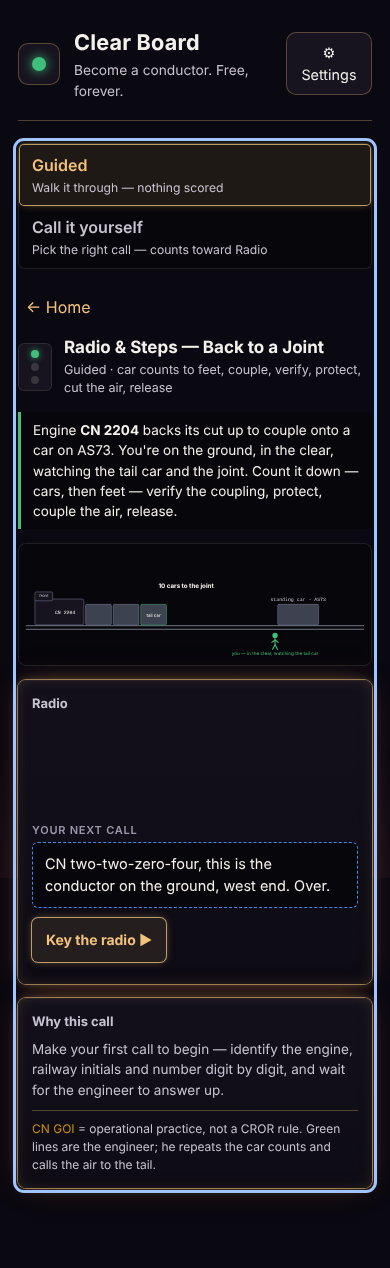 Clear Board
Become a conductor. Free,
forever.
⚙
Settings
Guided
Walk it through — nothing scored
Call it yourself
Pick the right call — counts toward Radio
← Home
Radio & Steps — Back to a Joint
Guided · car counts to feet, couple, verify, protect,
cut the air, release
Engine CN 2204 backs its cut up to couple onto a
car on AS73. You're on the ground, in the clear,
watching the tail car and the joint. Count it down —
cars, then feet — verify the coupling, protect,
couple the air, release.
10 cars to the joint
CN 2204
tail car
standing car · AS73
you — in the clear, watching the tail car
Radio
YOUR NEXT CALL
CN two-two-zero-four, this is the
conductor on the ground, west end. Over.
Key the radio ▶
Why this call
Make your first call to begin — identify the engine,
railway initials and number digit by digit, and wait
for the engineer to answer up.
CN GOI = operational practice, not a CROR rule. Green
lines are the engineer; he repeats the car counts and
calls the air to the tail.